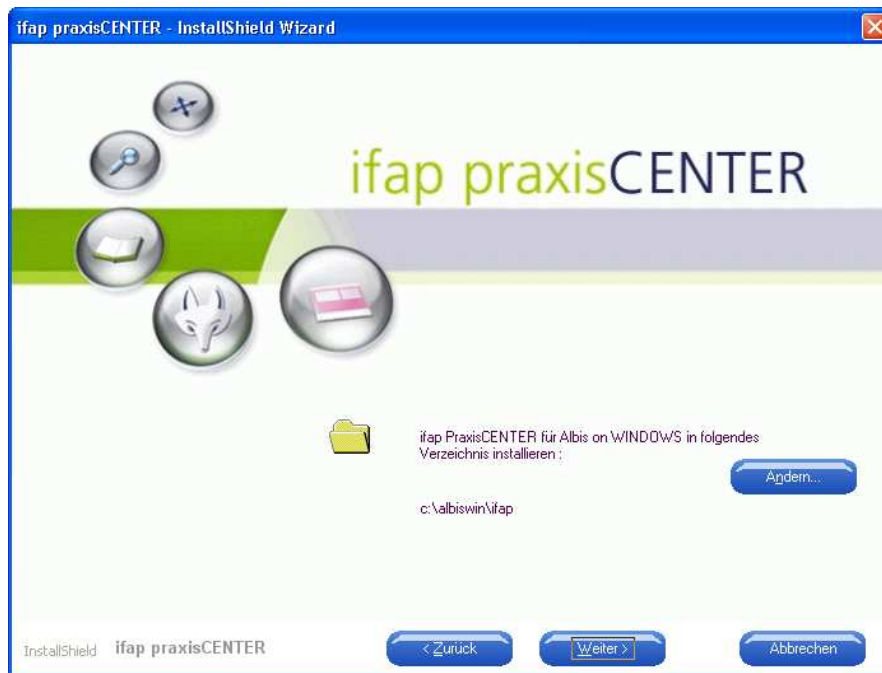 ifap praxisCENTER - InstallShield Wizard
ifap praxisCENTER
ifap PraxisCENTER für Albis on WINDOWS in folgendes
Verzeichnis installieren :
Ändern...
c:\albiswin\ifap
InstallShield ifap praxisCENTER
< Zurück
Weiter >
Abbrechen